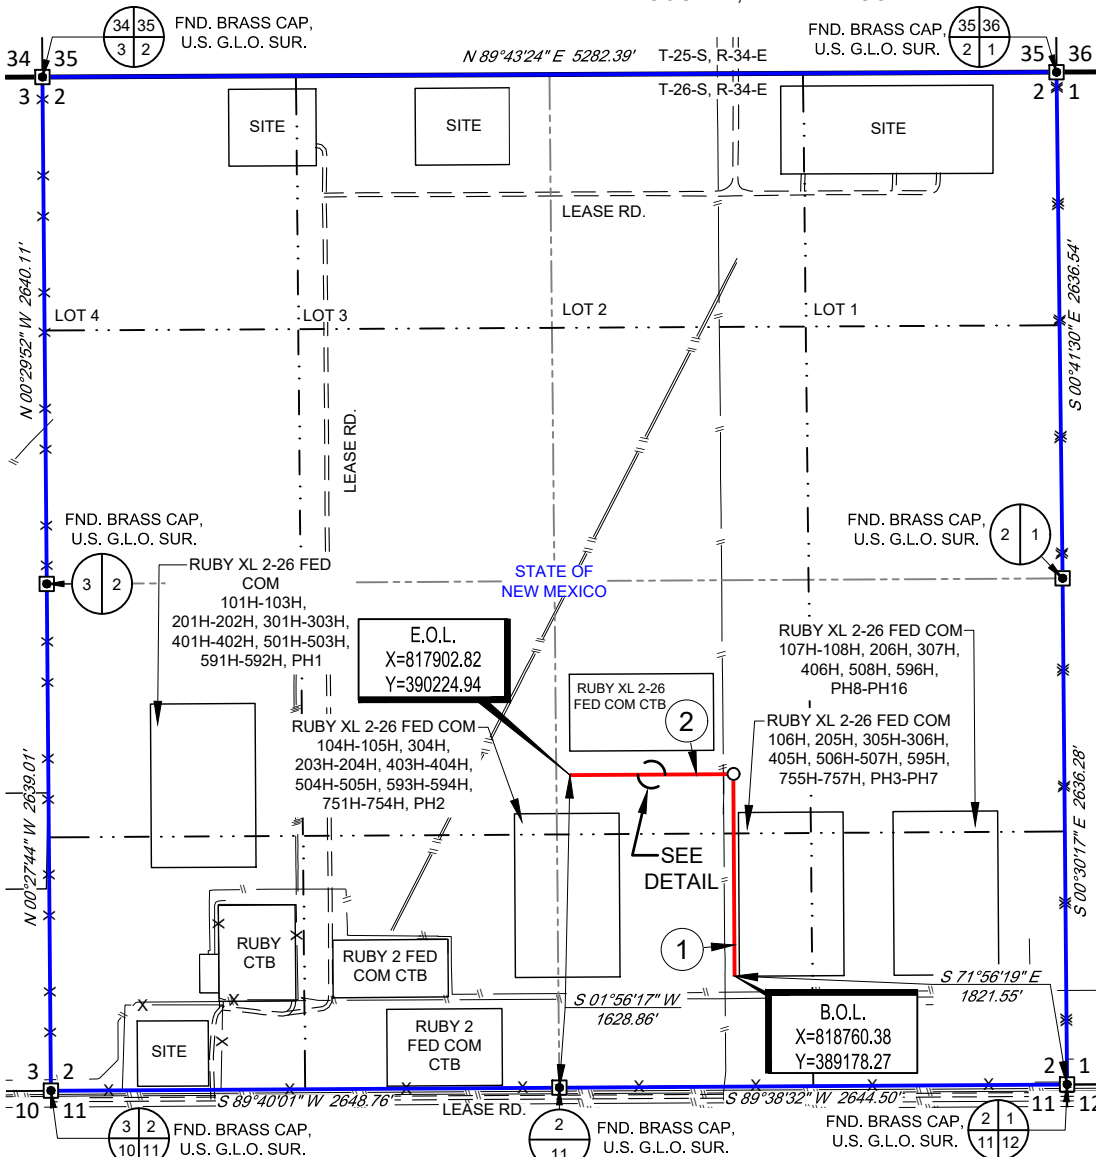 34 35
3 2
FND. BRASS CAP,
U.S. G.L.O. SUR.
FND. BRASS CAP,
U.S. G.L.O. SUR.
35 36
2 1
34 35
3 2
N 89°43'24" E 5282.39'
T-25-S, R-34-E
T-26-S, R-34-E
35 36
2 1
SITE
SITE
SITE
LEASE RD.
N 00°29'52" W 2640.11'
S 00°41'30" E 2636.54'
LOT 4
LOT 3
LOT 2
LOT 1
LEASE RD.
FND. BRASS CAP,
U.S. G.L.O. SUR.
3 2
FND. BRASS CAP,
U.S. G.L.O. SUR.
2 1
STATE OF
NEW MEXICO
RUBY XL 2-26 FED
COM
101H-103H,
201H-202H, 301H-303H,
401H-402H, 501H-503H,
591H-592H, PH1
E.O.L.
X=817902.82
Y=390224.94
RUBY XL 2-26 FED COM
107H-108H, 206H, 307H,
406H, 508H, 596H,
PH8-PH16
RUBY XL 2-26
FED COM CTB
2
RUBY XL 2-26 FED COM
104H-105H, 304H,
203H-204H, 403H-404H,
504H-505H, 593H-594H,
751H-754H, PH2
RUBY XL 2-26 FED COM
106H, 205H, 305H-306H,
405H, 506H-507H, 595H,
755H-757H, PH3-PH7
N 00°27'44" W 2639.01'
S 00°30'17" E 2636.28'
SEE
DETAIL
1
RUBY
CTB
RUBY 2 FED
COM CTB
S 71°56'19" E
1821.55'
S 01°56'17" W
1628.86'
B.O.L.
X=818760.38
Y=389178.27
SITE
RUBY 2
FED COM
CTB
3 2
10 11
2 1
11 12
S 89°40'01" W 2648.76'
LEASE RD.
S 89°38'32" W 2644.50'
3 2
10 11
FND. BRASS CAP,
U.S. G.L.O. SUR.
2
11
FND. BRASS CAP,
U.S. G.L.O. SUR.
FND. BRASS CAP,
U.S. G.L.O. SUR.
2 1
11 12